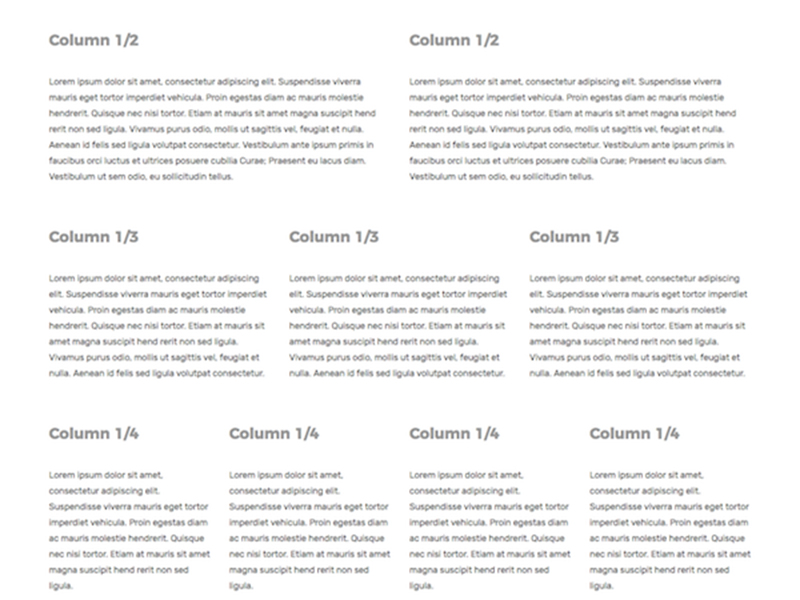 Column 1/2
Lorem ipsum dolor sit amet, consectetur adipiscing elit. Suspendisse viverra
mauris eget tortor imperdiet vehicula. Proin egestas diam ac mauris molestie
hendrerit. Quisque nec nisi tortor. Etiam at mauris sit amet magna suscipit hend
rerit non sed ligula. Vivamus purus odio, mollis ut sagittis vel, feugiat et nulla.
Aenean id felis sed ligula volutpat consectetur. Vestibulum ante ipsum primis in
faucibus orci luctus et ultrices posuere cubilia Curae; Praesent eu lacus diam.
Vestibulum ut sem odio, eu sollicitudin tellus.
Column 1/2
Lorem ipsum dolor sit amet, consectetur adipiscing elit. Suspendisse viverra
mauris eget tortor imperdiet vehicula. Proin egestas diam ac mauris molestie
hendrerit. Quisque nec nisi tortor. Etiam at mauris sit amet magna suscipit hend
rerit non sed ligula. Vivamus purus odio, mollis ut sagittis vel, feugiat et nulla.
Aenean id felis sed ligula volutpat consectetur. Vestibulum ante ipsum primis in
faucibus orci luctus et ultrices posuere cubilia Curae; Praesent eu lacus diam.
Vestibulum ut sem odio, eu sollicitudin tellus.
Column 1/3
Lorem ipsum dolor sit amet, consectetur adipiscing
elit. Suspendisse viverra mauris eget tortor imperdiet
vehicula. Proin egestas diam ac mauris molestie
hendrerit. Quisque nec nisi tortor. Etiam at mauris sit
amet magna suscipit hend rerit non sed ligula.
Vivamus purus odio, mollis ut sagittis vel, feugiat et
nulla. Aenean id felis sed ligula volutpat consectetur.
Column 1/3
Lorem ipsum dolor sit amet, consectetur adipiscing
elit. Suspendisse viverra mauris eget tortor imperdiet
vehicula. Proin egestas diam ac mauris molestie
hendrerit. Quisque nec nisi tortor. Etiam at mauris sit
amet magna suscipit hend rerit non sed ligula.
Vivamus purus odio, mollis ut sagittis vel, feugiat et
nulla. Aenean id felis sed ligula volutpat consectetur.
Column 1/3
Lorem ipsum dolor sit amet, consectetur adipiscing
elit. Suspendisse viverra mauris eget tortor imperdiet
vehicula. Proin egestas diam ac mauris molestie
hendrerit. Quisque nec nisi tortor. Etiam at mauris sit
amet magna suscipit hend rerit non sed ligula.
Vivamus purus odio, mollis ut sagittis vel, feugiat et
nulla. Aenean id felis sed ligula volutpat consectetur.
Column 1/4
Lorem ipsum dolor sit amet,
consectetur adipiscing elit.
Suspendisse viverra mauris eget tortor
imperdiet vehicula. Proin egestas diam
ac mauris molestie hendrerit. Quisque
nec nisi tortor. Etiam at mauris sit amet
magna suscipit hend rerit non sed
ligula.
Column 1/4
Lorem ipsum dolor sit amet,
consectetur adipiscing elit.
Suspendisse viverra mauris eget tortor
imperdiet vehicula. Proin egestas diam
ac mauris molestie hendrerit. Quisque
nec nisi tortor. Etiam at mauris sit amet
magna suscipit hend rerit non sed
ligula.
Column 1/4
Lorem ipsum dolor sit amet,
consectetur adipiscing elit.
Suspendisse viverra mauris eget tortor
imperdiet vehicula. Proin egestas diam
ac mauris molestie hendrerit. Quisque
nec nisi tortor. Etiam at mauris sit amet
magna suscipit hend rerit non sed
ligula.
Column 1/4
Lorem ipsum dolor sit amet,
consectetur adipiscing elit.
Suspendisse viverra mauris eget tortor
imperdiet vehicula. Proin egestas diam
ac mauris molestie hendrerit. Quisque
nec nisi tortor. Etiam at mauris sit amet
magna suscipit hend rerit non sed
ligula.